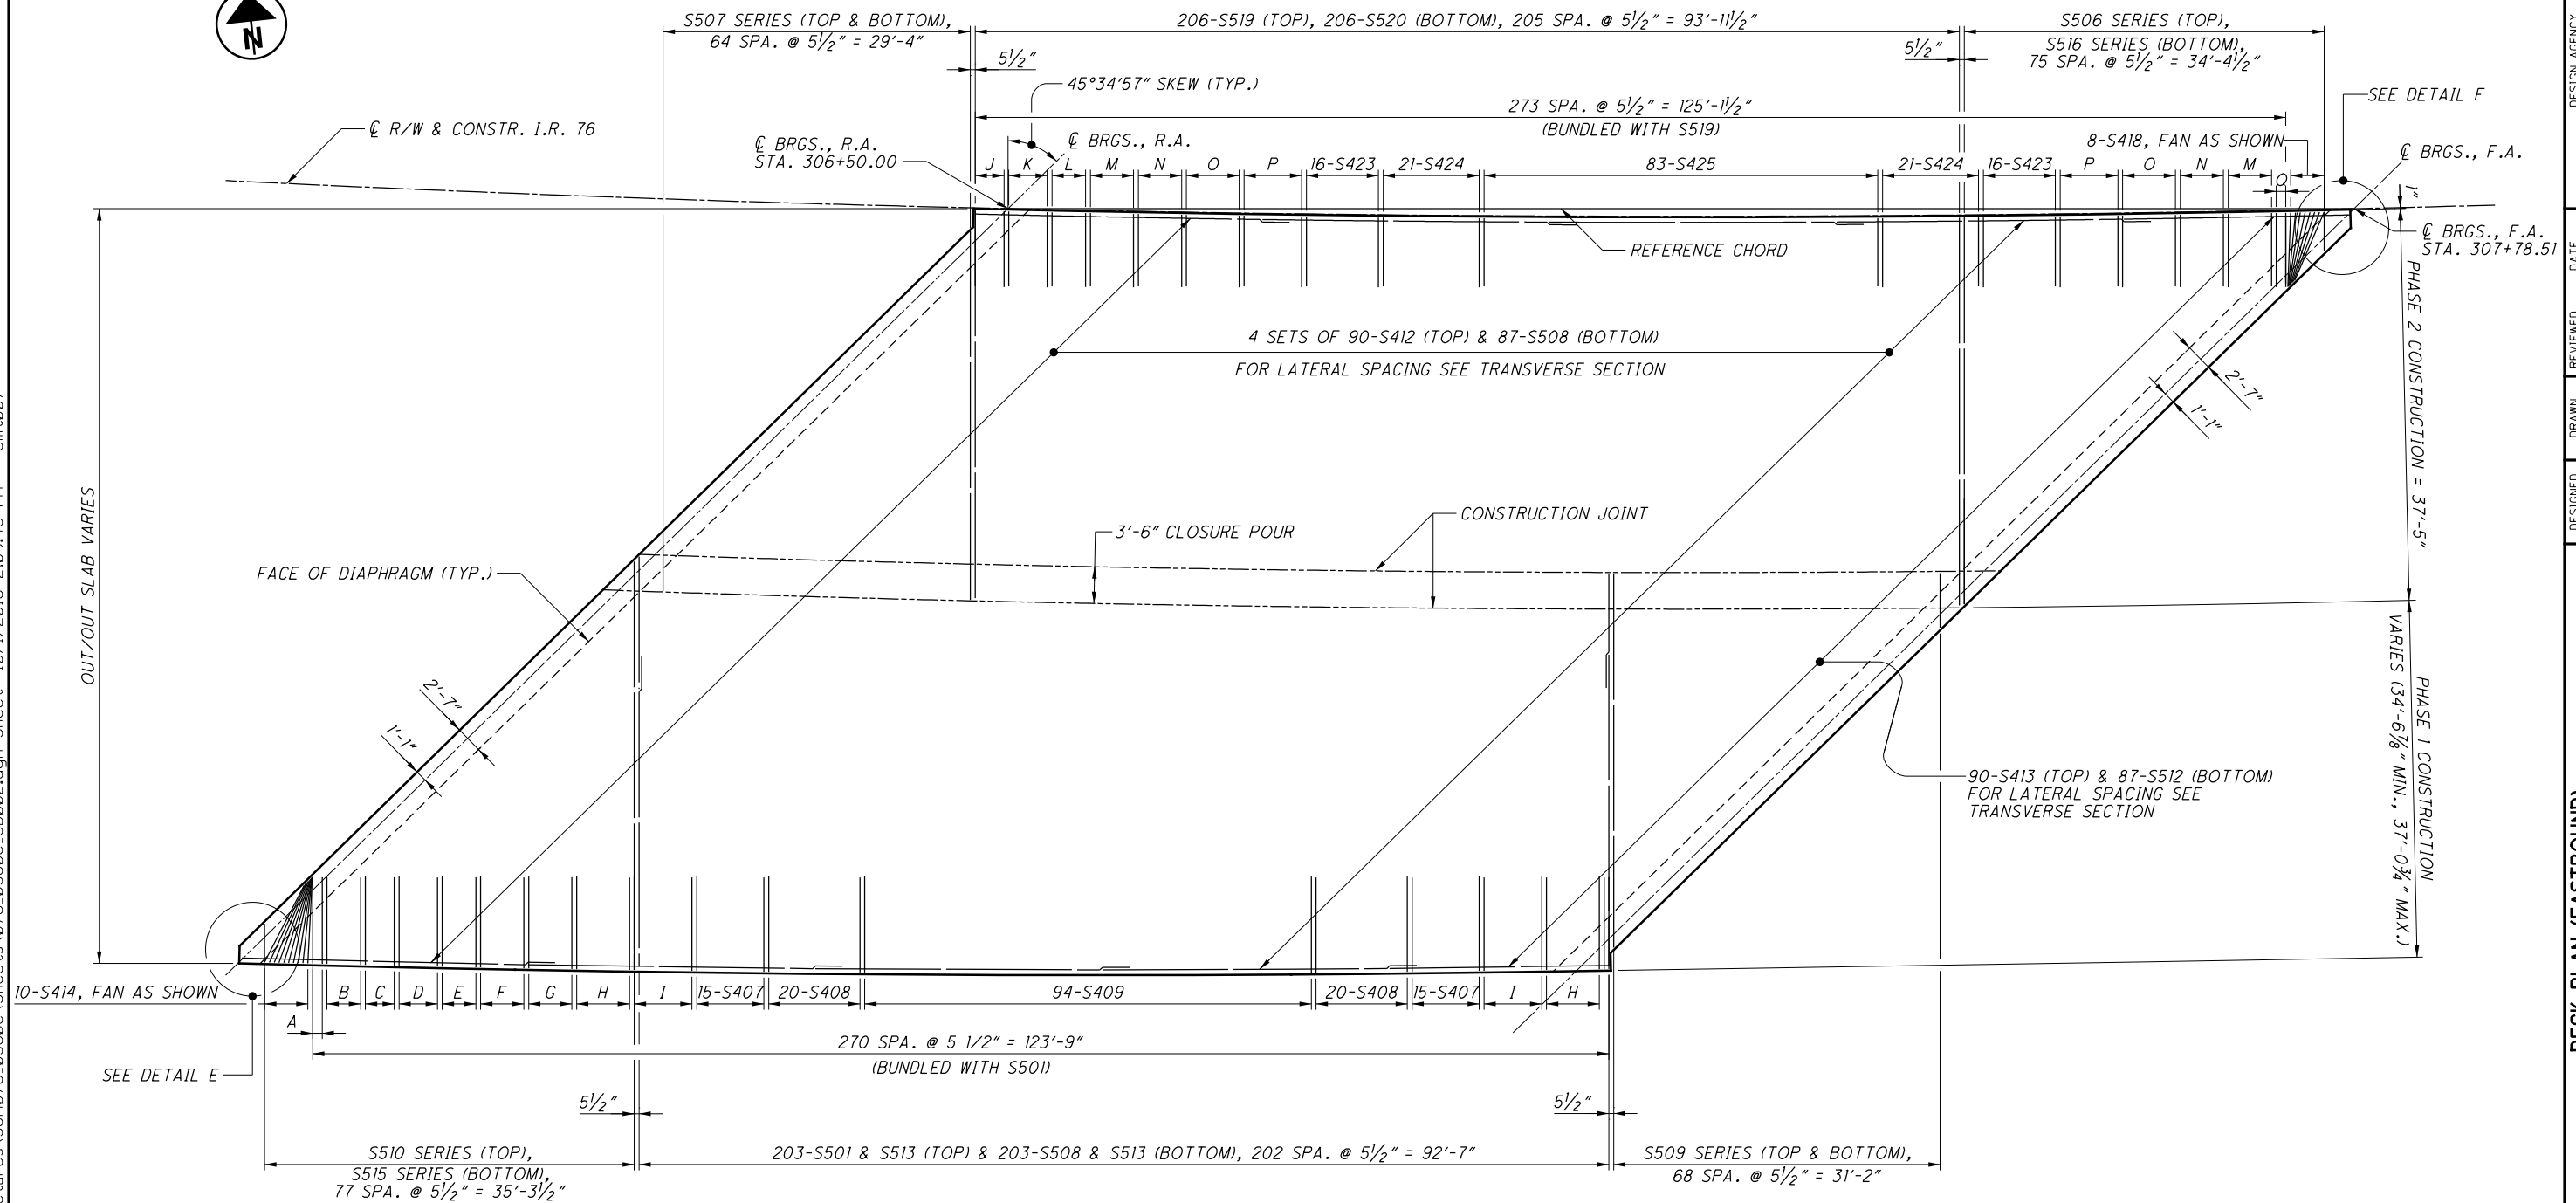 S507 SERIES (TOP & BOTTOM),
64 SPA. @ 5½" = 29'-4"
206-S519 (TOP), 206-S520 (BOTTOM), 205 SPA. @ 5½" = 93'-11½"
S506 SERIES (TOP),
S516 SERIES (BOTTOM),
75 SPA. @ 5½" = 34'-4½"
N
5½"
5½"
45°34'57" SKEW (TYP.)
273 SPA. @ 5½" = 125'-1½"
(BUNDLED WITH S519)
SEE DETAIL F
℄ R/W & CONSTR. I.R. 76
℄ BRGS., R.A.
STA. 306+50.00
℄ BRGS., R.A.
8-S418, FAN AS SHOWN
℄ BRGS., F.A.
J K L M N O P 16-S423 21-S424 83-S425 21-S424 16-S423 P O N M Q
1"
℄ BRGS., F.A.
STA. 307+78.51
REFERENCE CHORD
4 SETS OF 90-S412 (TOP) & 87-S508 (BOTTOM)
FOR LATERAL SPACING SEE TRANSVERSE SECTION
PHASE 2 CONSTRUCTION = 37'-5"
2'-7"
1'-1"
OUT/OUT SLAB VARIES
CONSTRUCTION JOINT
3'-6" CLOSURE POUR
FACE OF DIAPHRAGM (TYP.)
PHASE 1 CONSTRUCTION
VARIES (34'-6⅞" MIN., 37'-0¾" MAX.)
2'-7"
1'-1"
90-S413 (TOP) & 87-S512 (BOTTOM)
FOR LATERAL SPACING SEE
TRANSVERSE SECTION
10-S414, FAN AS SHOWN
A
B C D E F G H I 15-S407 20-S408 94-S409 20-S408 15-S407 I H
270 SPA. @ 5 1/2" = 123'-9"
(BUNDLED WITH S501)
SEE DETAIL E
5½"
5½"
S510 SERIES (TOP),
S515 SERIES (BOTTOM),
77 SPA. @ 5½" = 35'-3½"
203-S501 & S513 (TOP) & 203-S508 & S513 (BOTTOM), 202 SPA. @ 5½" = 92'-7"
S509 SERIES (TOP & BOTTOM),
68 SPA. @ 5½" = 31'-2"
DESIGN AGENCY
DATE
REVIEWED
DRAWN
DESIGNED
DECK PLAN (EASTBOUND)